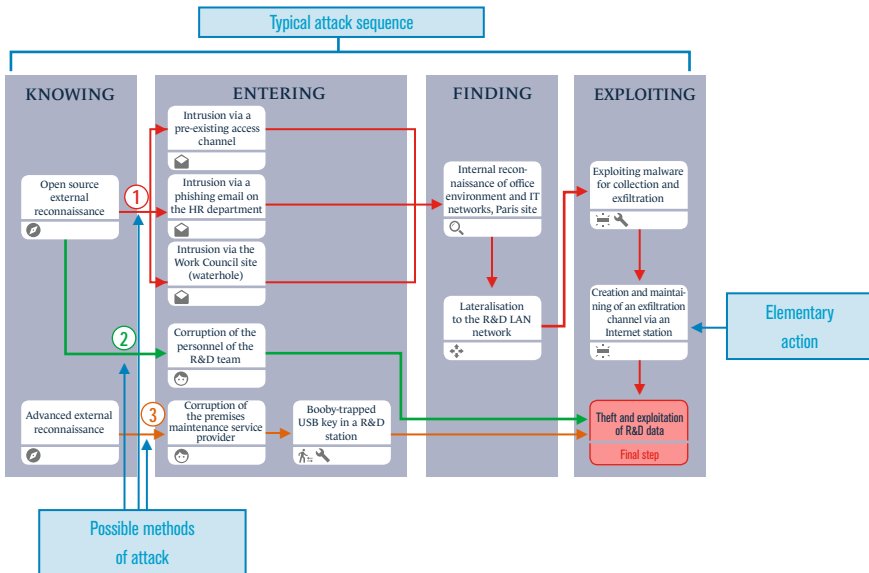 Typical attack sequence
KNOWING
ENTERING
FINDING
EXPLOITING
Open source
external
reconnaissance
1
Intrusion via a
pre-existing access
channel
Intrusion via a
phishing email on
the HR department
Intrusion via the
Work Council site
(waterhole)
Internal recon-
naissance of office
environment and IT
networks, Paris site
Exploiting malware
for collection and
exfiltration
Lateralisation
to the R&D LAN
network
Creation and maintai-
ning of an exfiltration
channel via an
Internet station
Elementary
action
2
Corruption of the
personnel of the
R&D team
Advanced external
reconnaissance
3
Corruption of
the premises
maintenance service
provider
Booby-trapped
USB key in a R&D
station
Theft and exploitation
of R&D data
Final step
Possible methods
of attack